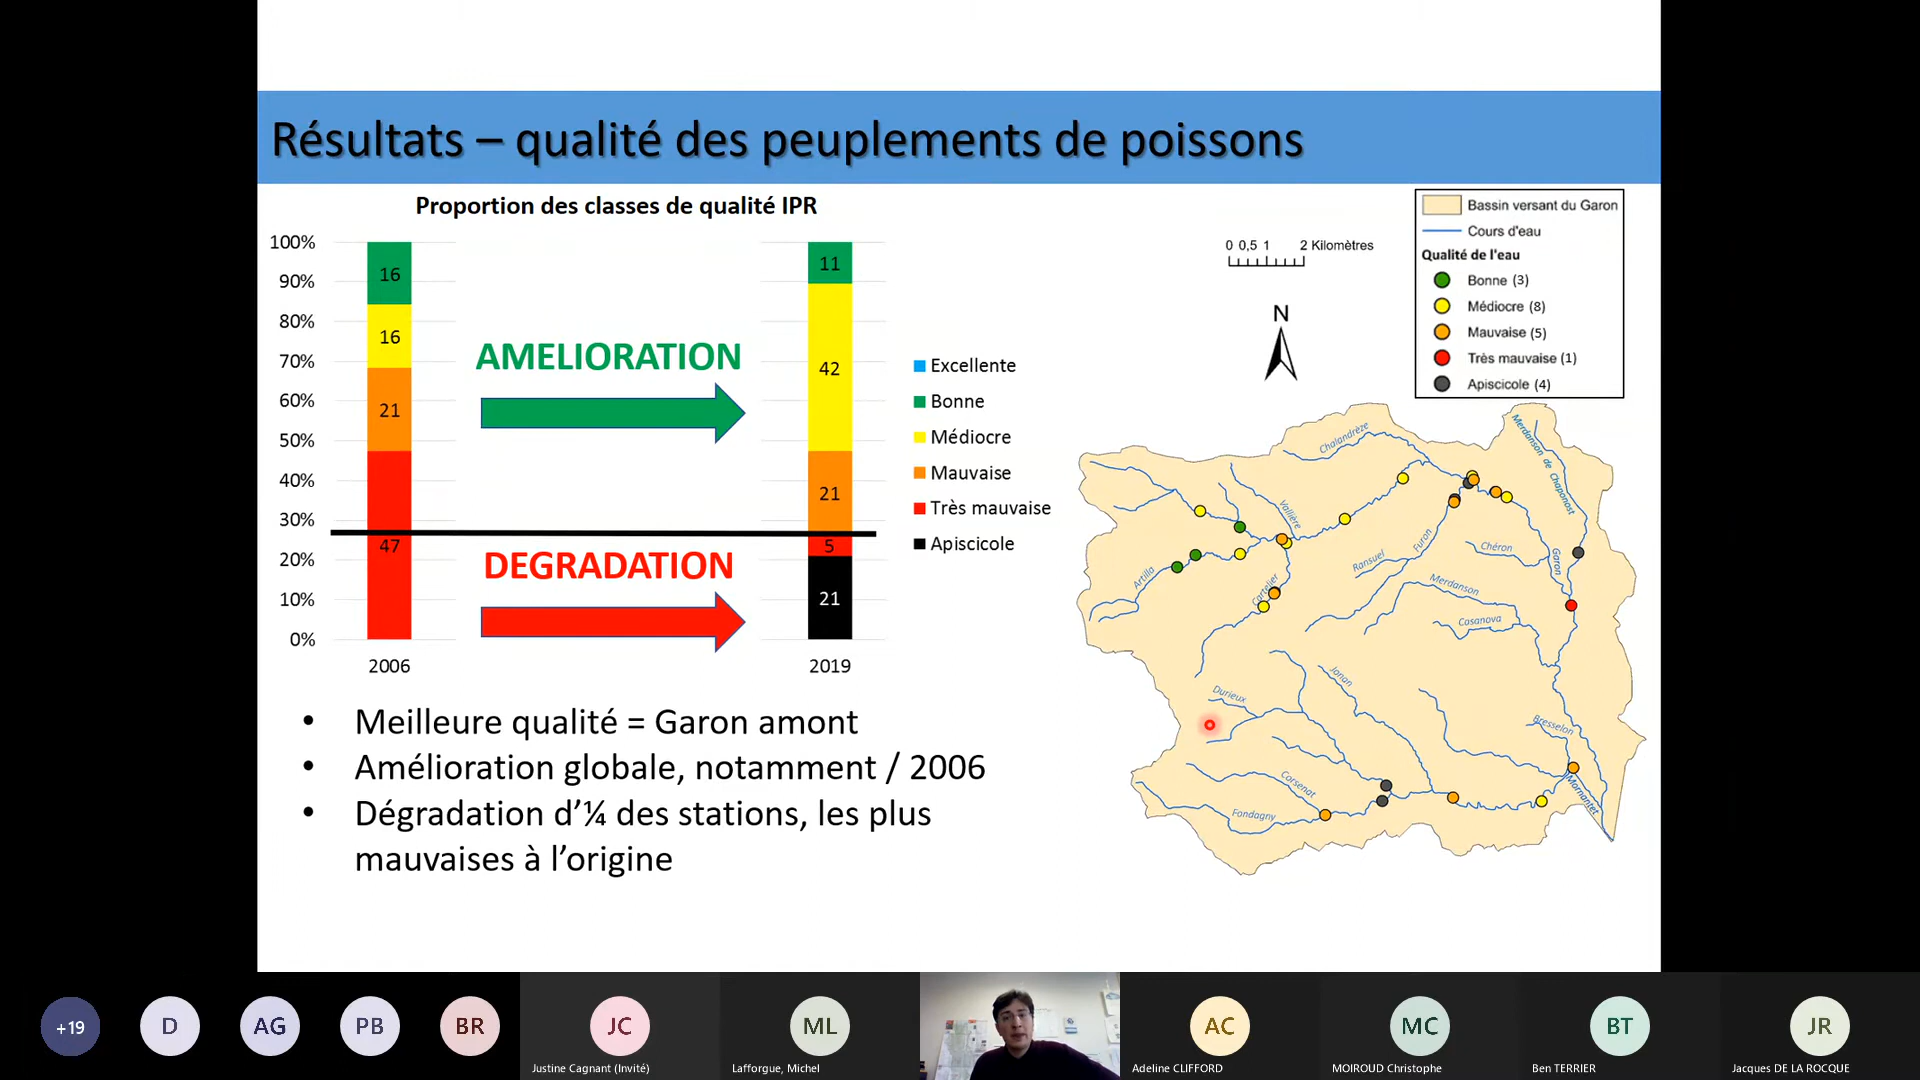 Résultats – qualité des peuplements de poissons
Proportion des classes de qualité IPR
100%
90%
80%
70%
60%
50%
40%
30%
20%
10%
0%
16
16
21
47
2006
AMELIORATION
DEGRADATION
11
42
21
5
21
2019
Excellente
Bonne
Médiocre
Mauvaise
Très mauvaise
Apiscicole
Meilleure qualité = Garon amont
Amélioration globale, notamment / 2006
Dégradation d’¼ des stations, les plus
mauvaises à l’origine
0 0,5 1 2 Kilomètres
N
Bassin versant du Garon
Cours d'eau
Qualité de l'eau
Bonne (3)
Médiocre (8)
Mauvaise (5)
Très mauvaise (1)
Apiscicole (4)
Chalandrèze
Merdanson de Chaponost
Vallière
Furon
Ransuel
Chéron
Garon
Artilla
Cartelier
Merdanson
Casanova
Jonan
Durieux
Bresselon
Corsenat
Fondagny
Mornantet
+19
D
AG
PB
BR
JC
Justine Cagnant (Invité)
ML
Lafforgue, Michel
AC
Adeline CLIFFORD
MC
MOIROUD Christophe
BT
Ben TERRIER
JR
Jacques DE LA ROCQUE